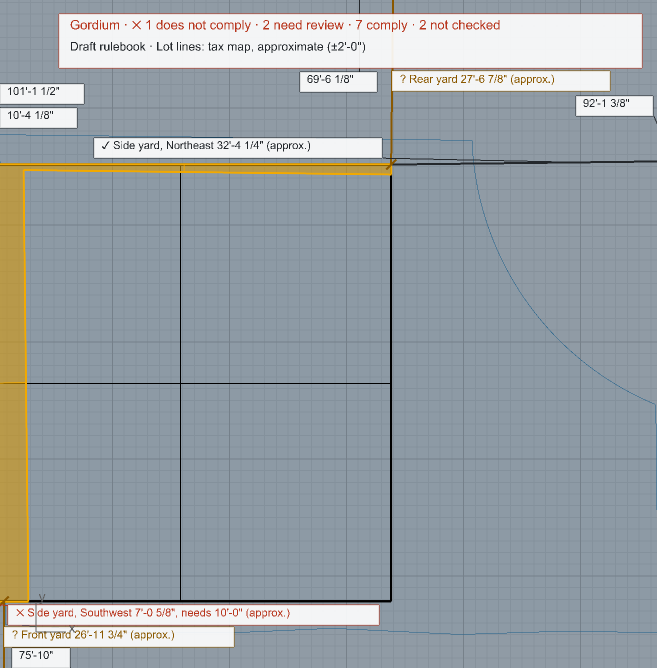 Gordium · ✕ 1 does not comply · 2 need review · 7 comply · 2 not checked
Draft rulebook · Lot lines: tax map, approximate (±2'-0")
69'-6 1/8"
? Rear yard 27'-6 7/8" (approx.)
101'-1 1/2"
92'-1 3/8"
10'-4 1/8"
✓ Side yard, Northeast 32'-4 1/4" (approx.)
Y
✕ Side yard, Southwest 7'-0 5/8", needs 10'-0" (approx.)
X
? Front yard 26'-11 3/4" (approx.)
75'-10"